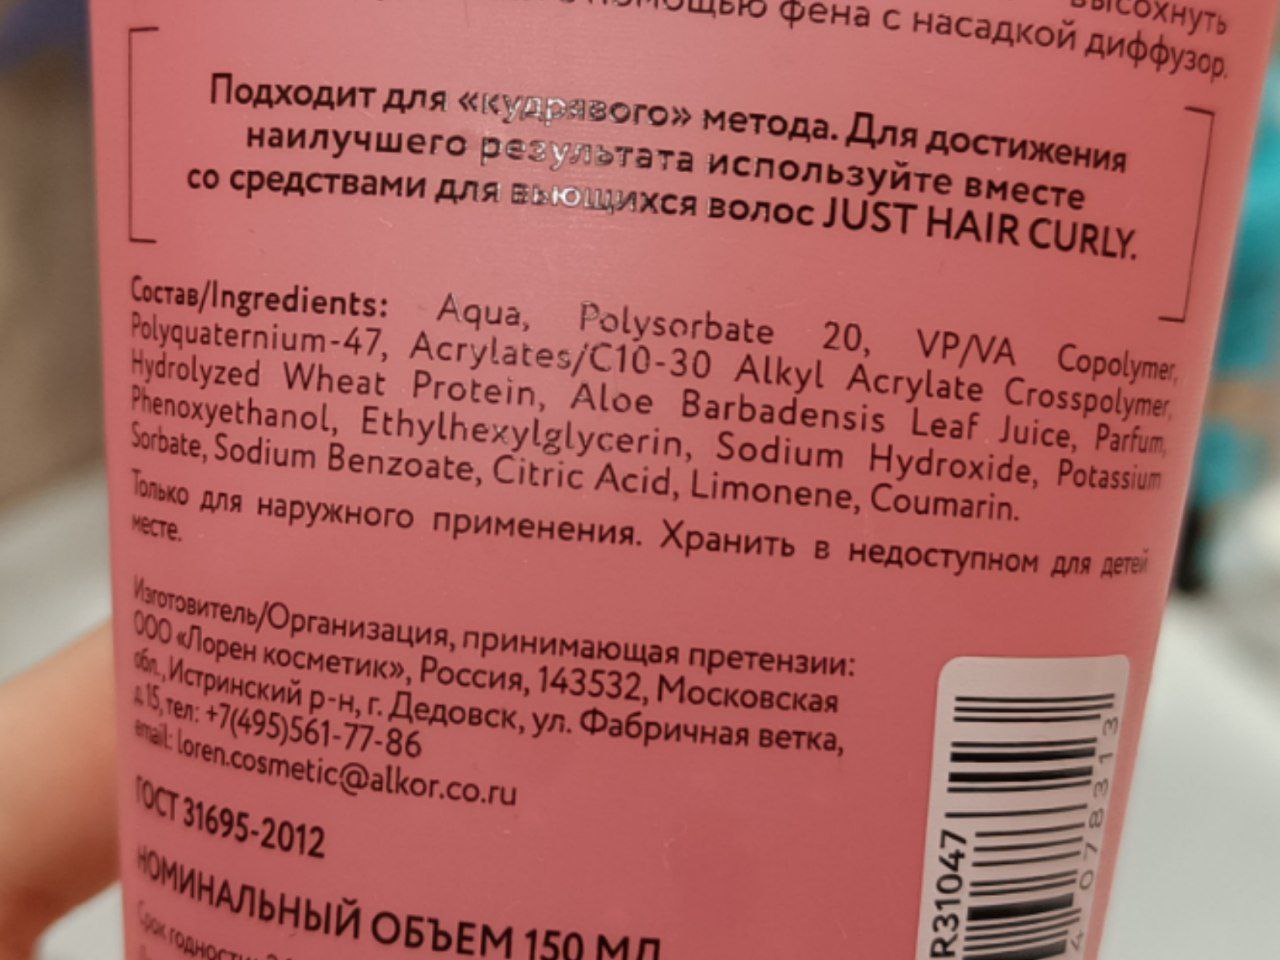 высохнуть
с помощью фена с насадкой диффузор.
Подходит для «кудрявого» метода. Для достижения
наилучшего результата используйте вместе
со средствами для вьющихся волос JUST HAIR CURLY.
Состав/Ingredients: Aqua, Polysorbate 20, VP/VA Copolymer,
Polyquaternium-47, Acrylates/C10-30 Alkyl Acrylate Crosspolymer,
Hydrolyzed Wheat Protein, Aloe Barbadensis Leaf Juice, Parfum,
Phenoxyethanol, Ethylhexylglycerin, Sodium Hydroxide, Potassium
Sorbate, Sodium Benzoate, Citric Acid, Limonene, Coumarin.
Только для наружного применения. Хранить в недоступном для детей
месте.
Изготовитель/Организация, принимающая претензии:
ООО «Лорен косметик», Россия, 143532, Московская
обл., Истринский р-н, г. Дедовск, ул. Фабричная ветка,
д. 15, тел: +7(495)561-77-86
email: loren.cosmetic@alkor.co.ru
ГОСТ 31695-2012
НОМИНАЛЬНЫЙ ОБЪЕМ 150 МЛ
Срок годности:
R31047
4 078313